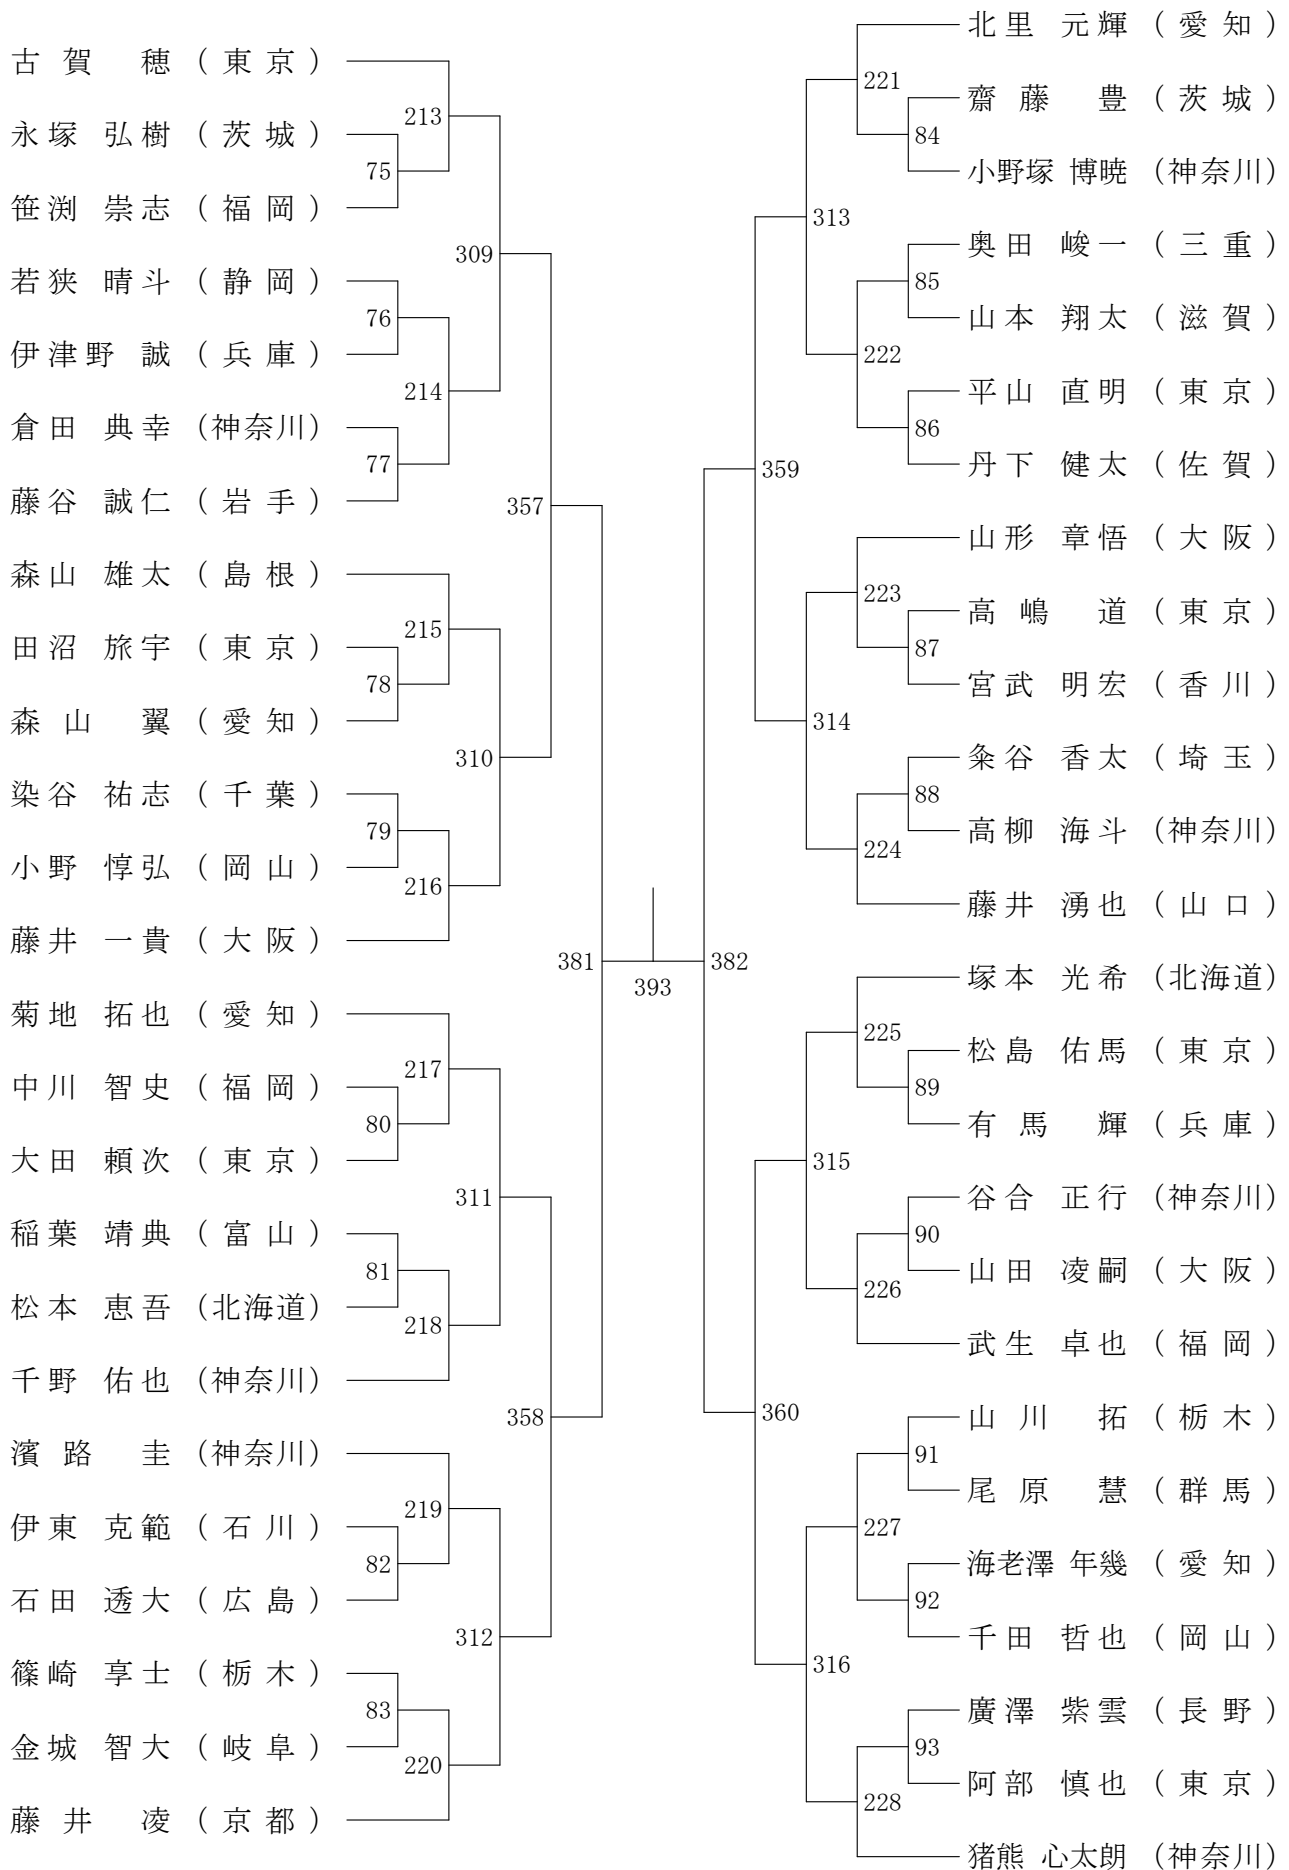 古賀 穂 (東京)
永塚 弘樹 (茨城)
笹渕 崇志 (福岡)
若狭 晴斗 (静岡)
伊津野 誠 (兵庫)
倉田 典幸 (神奈川)
藤谷 誠仁 (岩手)
森山 雄太 (島根)
田沼 旅宇 (東京)
森山 翼 (愛知)
染谷 祐志 (千葉)
小野 惇弘 (岡山)
藤井 一貴 (大阪)
菊地 拓也 (愛知)
中川 智史 (福岡)
大田 頼次 (東京)
稲葉 靖典 (富山)
松本 恵吾 (北海道)
千野 佑也 (神奈川)
濱路 圭 (神奈川)
伊東 克範 (石川)
石田 透大 (広島)
篠崎 享士 (栃木)
金城 智大 (岐阜)
藤井 凌 (京都)
75
76
77
78
79
80
81
82
83
213
214
215
216
217
218
219
220
309
310
311
312
357
358
381
393
382
359
360
313
314
315
316
221
222
223
224
225
226
227
228
84
85
86
87
88
89
90
91
92
93
北里 元輝 (愛知)
齋藤 豊 (茨城)
小野塚 博暁 (神奈川)
奥田 峻一 (三重)
山本 翔太 (滋賀)
平山 直明 (東京)
丹下 健太 (佐賀)
山形 章悟 (大阪)
高嶋 道 (東京)
宮武 明宏 (香川)
粂谷 香太 (埼玉)
高柳 海斗 (神奈川)
藤井 湧也 (山口)
塚本 光希 (北海道)
松島 佑馬 (東京)
有馬 輝 (兵庫)
谷合 正行 (神奈川)
山田 凌嗣 (大阪)
武生 卓也 (福岡)
山川 拓 (栃木)
尾原 慧 (群馬)
海老澤 年幾 (愛知)
千田 哲也 (岡山)
廣澤 紫雲 (長野)
阿部 慎也 (東京)
猪熊 心太朗 (神奈川)